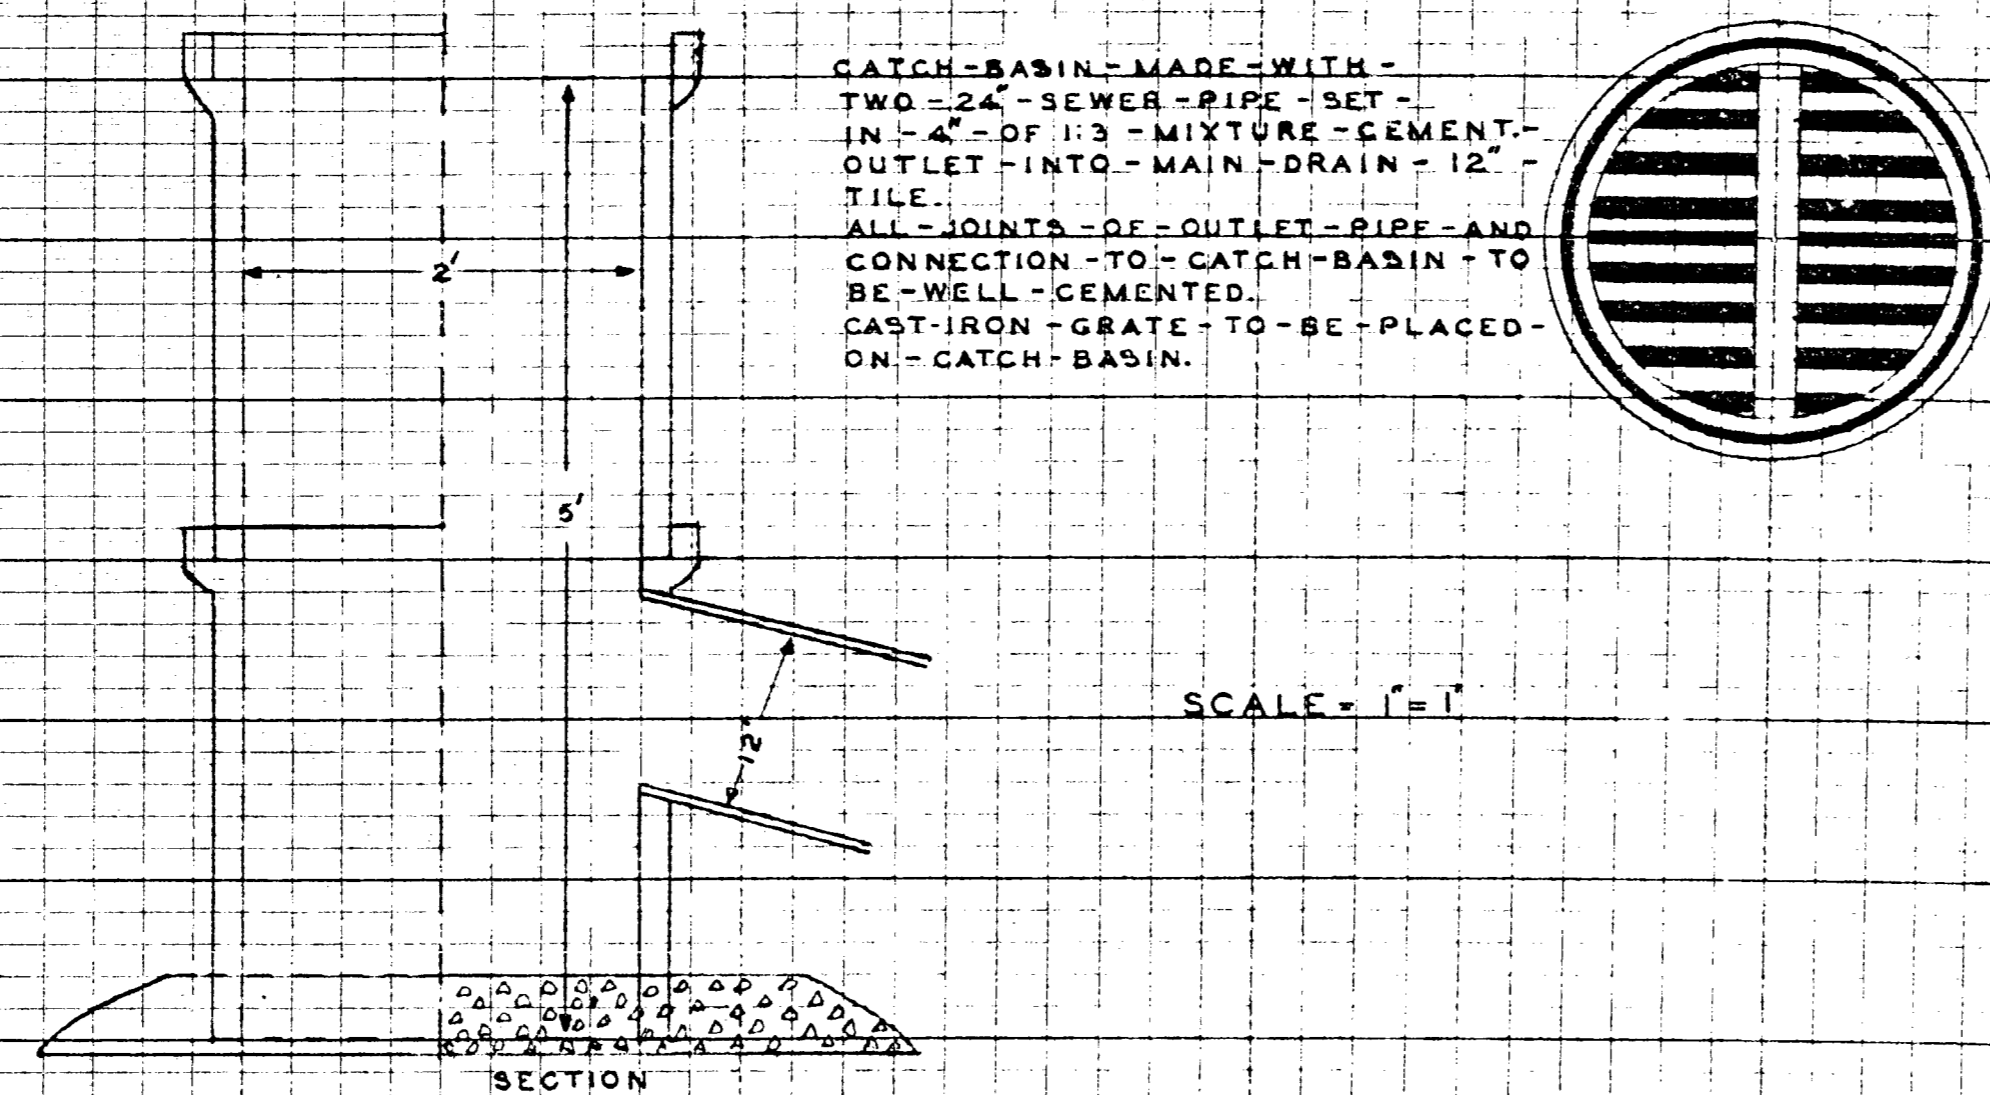 CATCH-BASIN-MADE-WITH-
TWO-24"-SEWER-PIPE-SET-
IN-4"-OF 1:3-MIXTURE-CEMENT.-
OUTLET-INTO-MAIN-DRAIN-12"-
TILE.
ALL-JOINTS-OF-OUTLET-PIPE-AND
CONNECTION-TO-CATCH-BASIN-TO
BE-WELL-CEMENTED.
CAST-IRON-GRATE-TO-BE-PLACED-
ON-CATCH-BASIN.
2'
5'
12"
SCALE = 1"=1"
SECTION